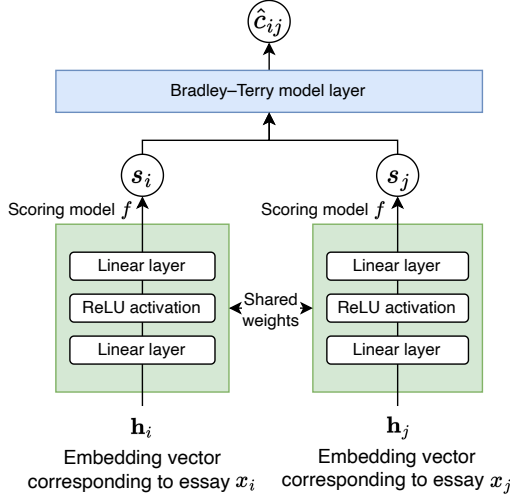 ĉ_ij
Bradley–Terry model layer
s_i
s_j
Scoring model f
Scoring model f
Linear layer
ReLU activation
Linear layer
Shared
weights
Linear layer
ReLU activation
Linear layer
h_i
h_j
Embedding vector
corresponding to essay x_i
Embedding vector
corresponding to essay x_j